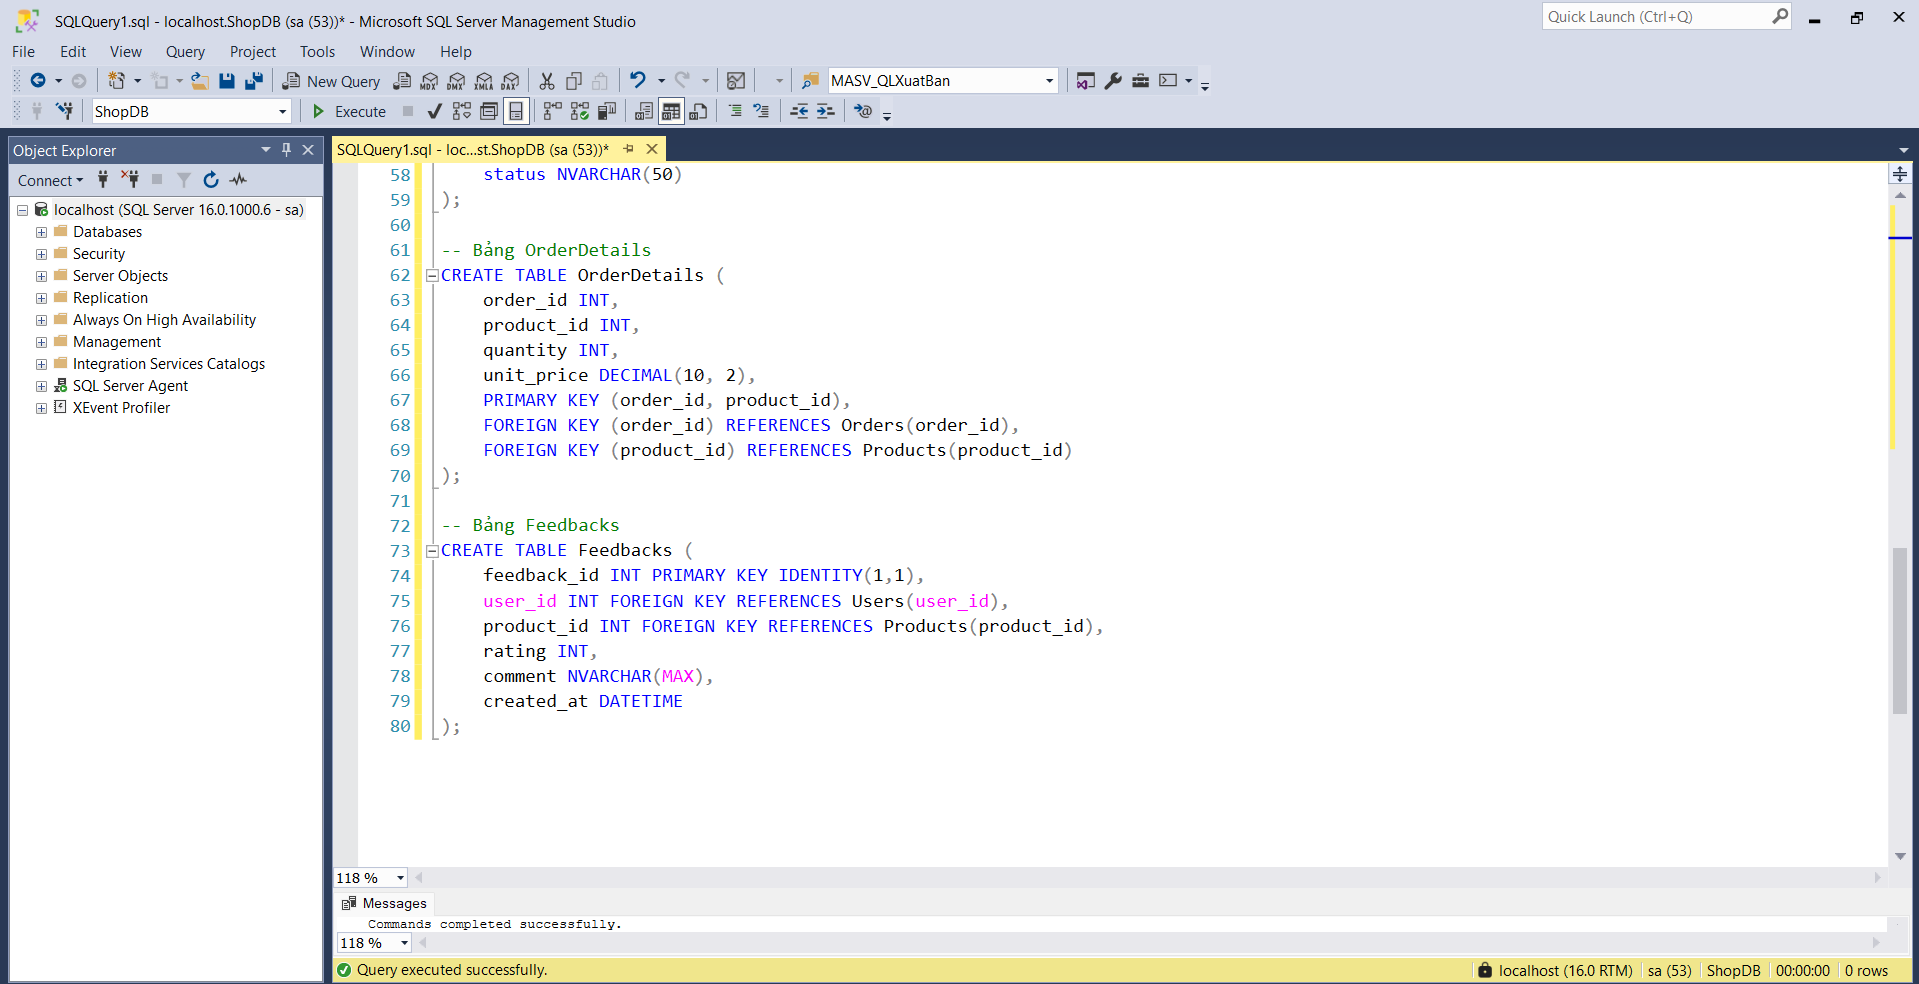 SQLQuery1.sql - localhost.ShopDB (sa (53))* - Microsoft SQL Server Management Studio
Quick Launch (Ctrl+Q)
File Edit View Query Project Tools Window Help
New Query MDX DMX XMLA DAX MASV_QLXuatBan
ShopDB Execute
Object Explorer
Connect
localhost (SQL Server 16.0.1000.6 - sa)
Databases
Security
Server Objects
Replication
Always On High Availability
Management
Integration Services Catalogs
SQL Server Agent
XEvent Profiler
SQLQuery1.sql - loc...st.ShopDB (sa (53))*
58 status NVARCHAR(50)
59 );
60
61 -- Bảng OrderDetails
62 CREATE TABLE OrderDetails (
63 order_id INT,
64 product_id INT,
65 quantity INT,
66 unit_price DECIMAL(10, 2),
67 PRIMARY KEY (order_id, product_id),
68 FOREIGN KEY (order_id) REFERENCES Orders(order_id),
69 FOREIGN KEY (product_id) REFERENCES Products(product_id)
70 );
71
72 -- Bảng Feedbacks
73 CREATE TABLE Feedbacks (
74 feedback_id INT PRIMARY KEY IDENTITY(1,1),
75 user_id INT FOREIGN KEY REFERENCES Users(user_id),
76 product_id INT FOREIGN KEY REFERENCES Products(product_id),
77 rating INT,
78 comment NVARCHAR(MAX),
79 created_at DATETIME
80 );
118 %
Messages
Commands completed successfully.
118 %
Query executed successfully.
localhost (16.0 RTM) sa (53) ShopDB 00:00:00 0 rows